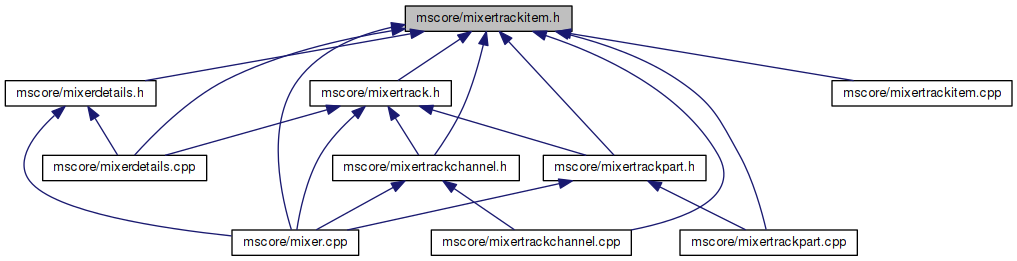 mscore/mixertrackitem.h
mscore/mixerdetails.h
mscore/mixertrack.h
mscore/mixertrackitem.cpp
mscore/mixerdetails.cpp
mscore/mixertrackchannel.h
mscore/mixertrackpart.h
mscore/mixer.cpp
mscore/mixertrackchannel.cpp
mscore/mixertrackpart.cpp